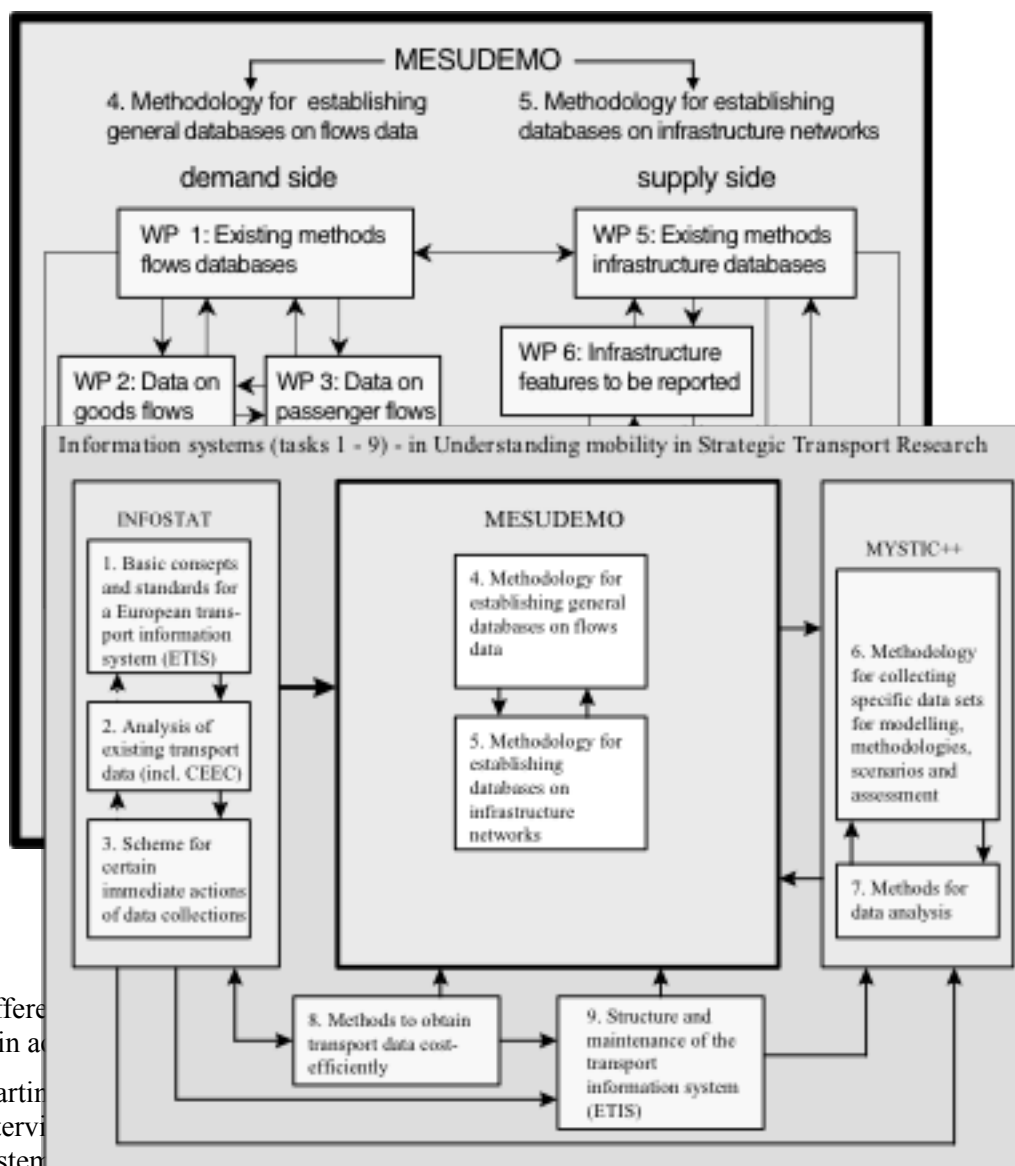 MESUDEMO
4. Methodology for establishing
general databases on flows data
5. Methodology for establishing
databases on infrastructure networks
demand side
supply side
WP 1: Existing methods
flows databases
WP 5: Existing methods
infrastructure databases
WP 2: Data on
goods flows
WP 3: Data on
passenger flows
WP 6: Infrastructure
features to be reported
Information systems (tasks 1 - 9) - in Understanding mobility in Strategic Transport Research
INFOSTAT
1. Basic consepts
and standards for
a European trans-
port information
system (ETIS)
2. Analysis of
existing transport
data (incl. CEEC)
3. Scheme for
certain
immediate actions
of data collections
MESUDEMO
4. Methodology for
establishing general
databases on flows
data
5. Methodology for
establishing
databases on
infrastructure
networks
MYSTIC++
6. Methodology
for collecting
specific data sets
for modelling,
methodologies,
scenarios and
assessment
7. Methods for
data analysis
8. Methods to obtain
transport data cost-
efficiently
9. Structure and
maintenance of the
transport
information system
(ETIS)
ffere
in a
artin
tervi
stem